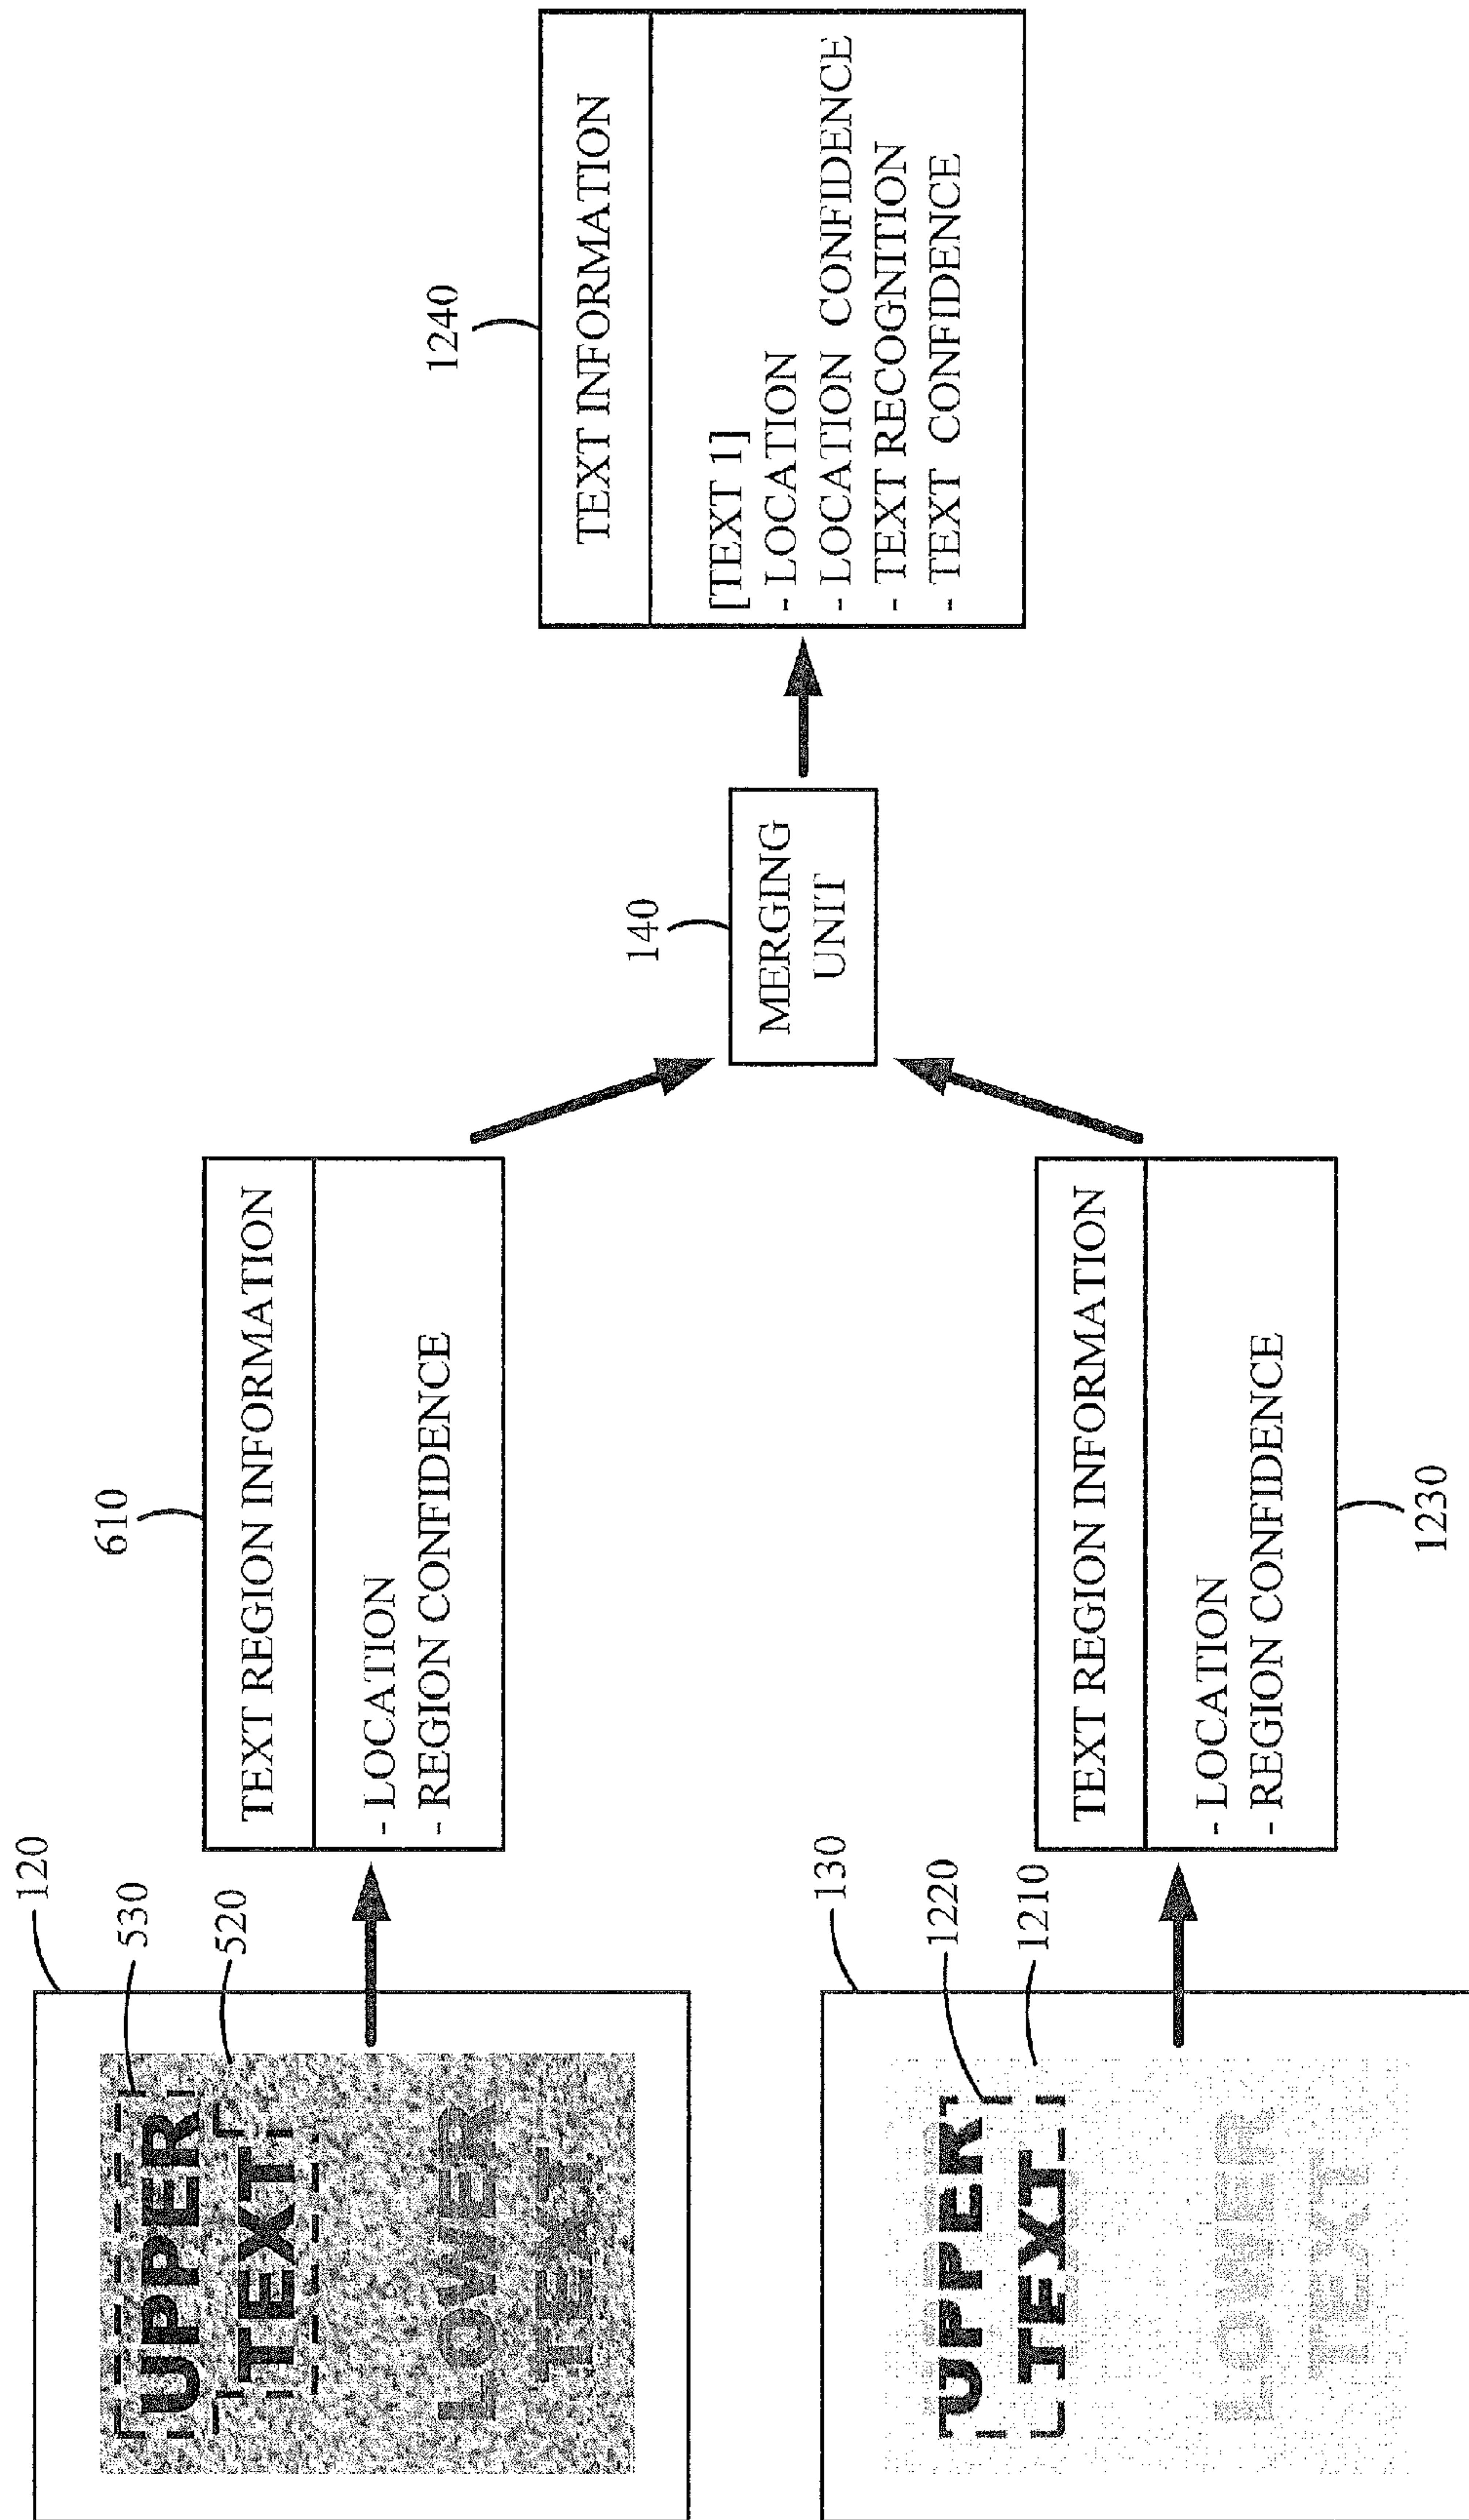 120
530
520
UPPER
TEXT
LOWER
TEXT
610
TEXT REGION INFORMATION
- LOCATION
- REGION CONFIDENCE
130
1220
1210
UPPER
TEXT
LOWER
TEXT
TEXT REGION INFORMATION
- LOCATION
- REGION CONFIDENCE
1230
140
MERGING
UNIT
1240
TEXT INFORMATION
[TEXT 1]
- LOCATION
- LOCATION CONFIDENCE
- TEXT RECOGNITION
- TEXT CONFIDENCE